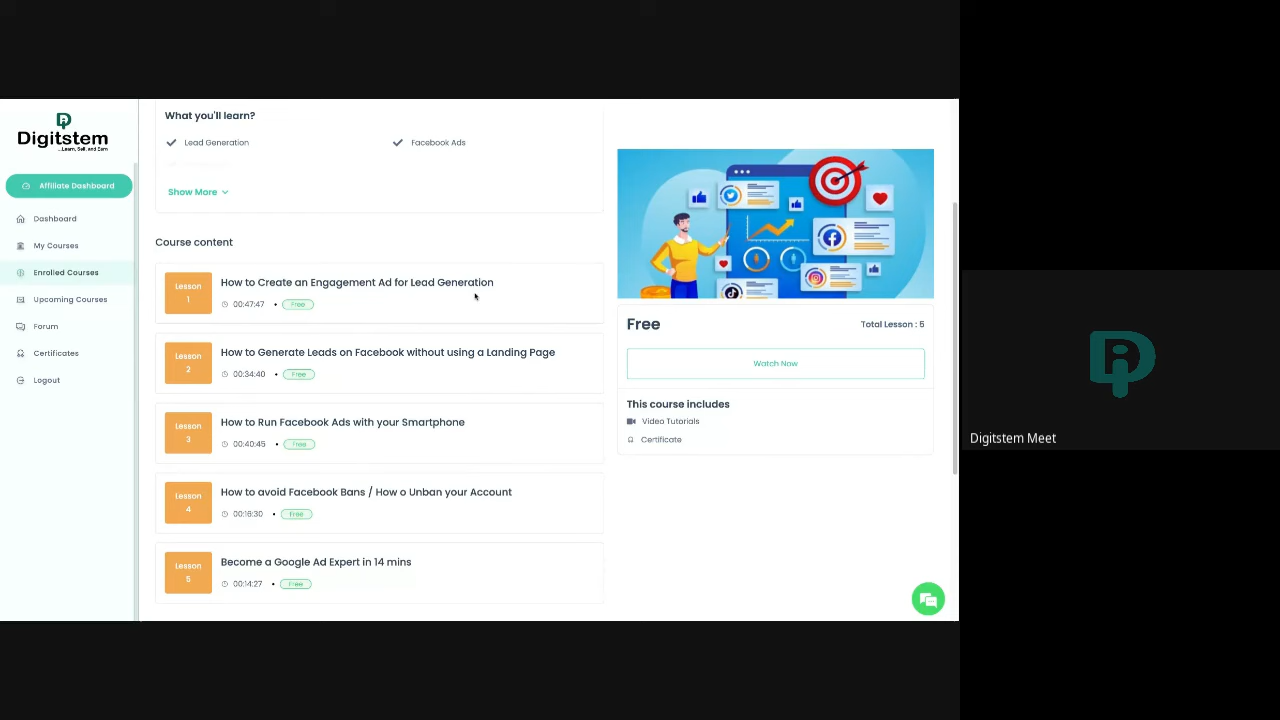 Digitstem
...Learn, Sell, and Earn
Affiliate Dashboard
Dashboard
My Courses
Enrolled Courses
Upcoming Courses
Forum
Certificates
Logout
What you'll learn?
Lead Generation
Facebook Ads
Show More
Course content
Lesson
1
How to Create an Engagement Ad for Lead Generation
00:47:47 • Free
Lesson
2
How to Generate Leads on Facebook without using a Landing Page
00:34:40 • Free
Lesson
3
How to Run Facebook Ads with your Smartphone
00:40:45 • Free
Lesson
4
How to avoid Facebook Bans / How o Unban your Account
00:16:30 • Free
Lesson
5
Become a Google Ad Expert in 14 mins
00:14:27 • Free
Free
Total Lesson : 5
Watch Now
This course includes
Video Tutorials
Certificate
Digitstem Meet